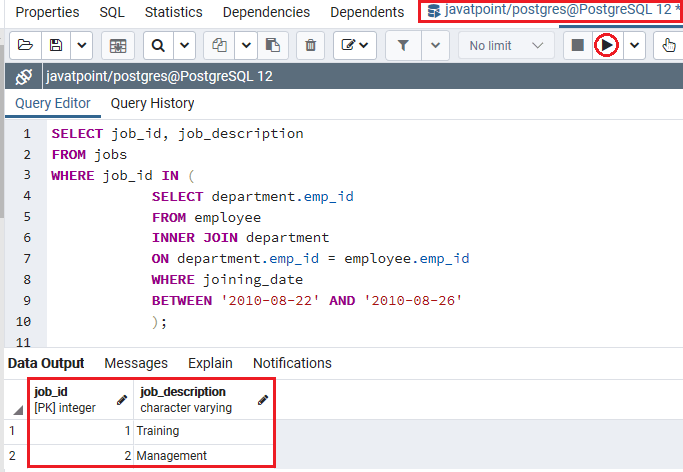 Properties SQL Statistics Dependencies Dependents javatpoint/postgres@PostgreSQL 12 *
No limit
javatpoint/postgres@PostgreSQL 12
Query Editor Query History
1 SELECT job_id, job_description
2 FROM jobs
3 WHERE job_id IN (
4 SELECT department.emp_id
5 FROM employee
6 INNER JOIN department
7 ON department.emp_id = employee.emp_id
8 WHERE joining_date
9 BETWEEN '2010-08-22' AND '2010-08-26'
10 );
11
Data Output Messages Explain Notifications
job_id job_description
[PK] integer character varying
1 1 Training
2 2 Management